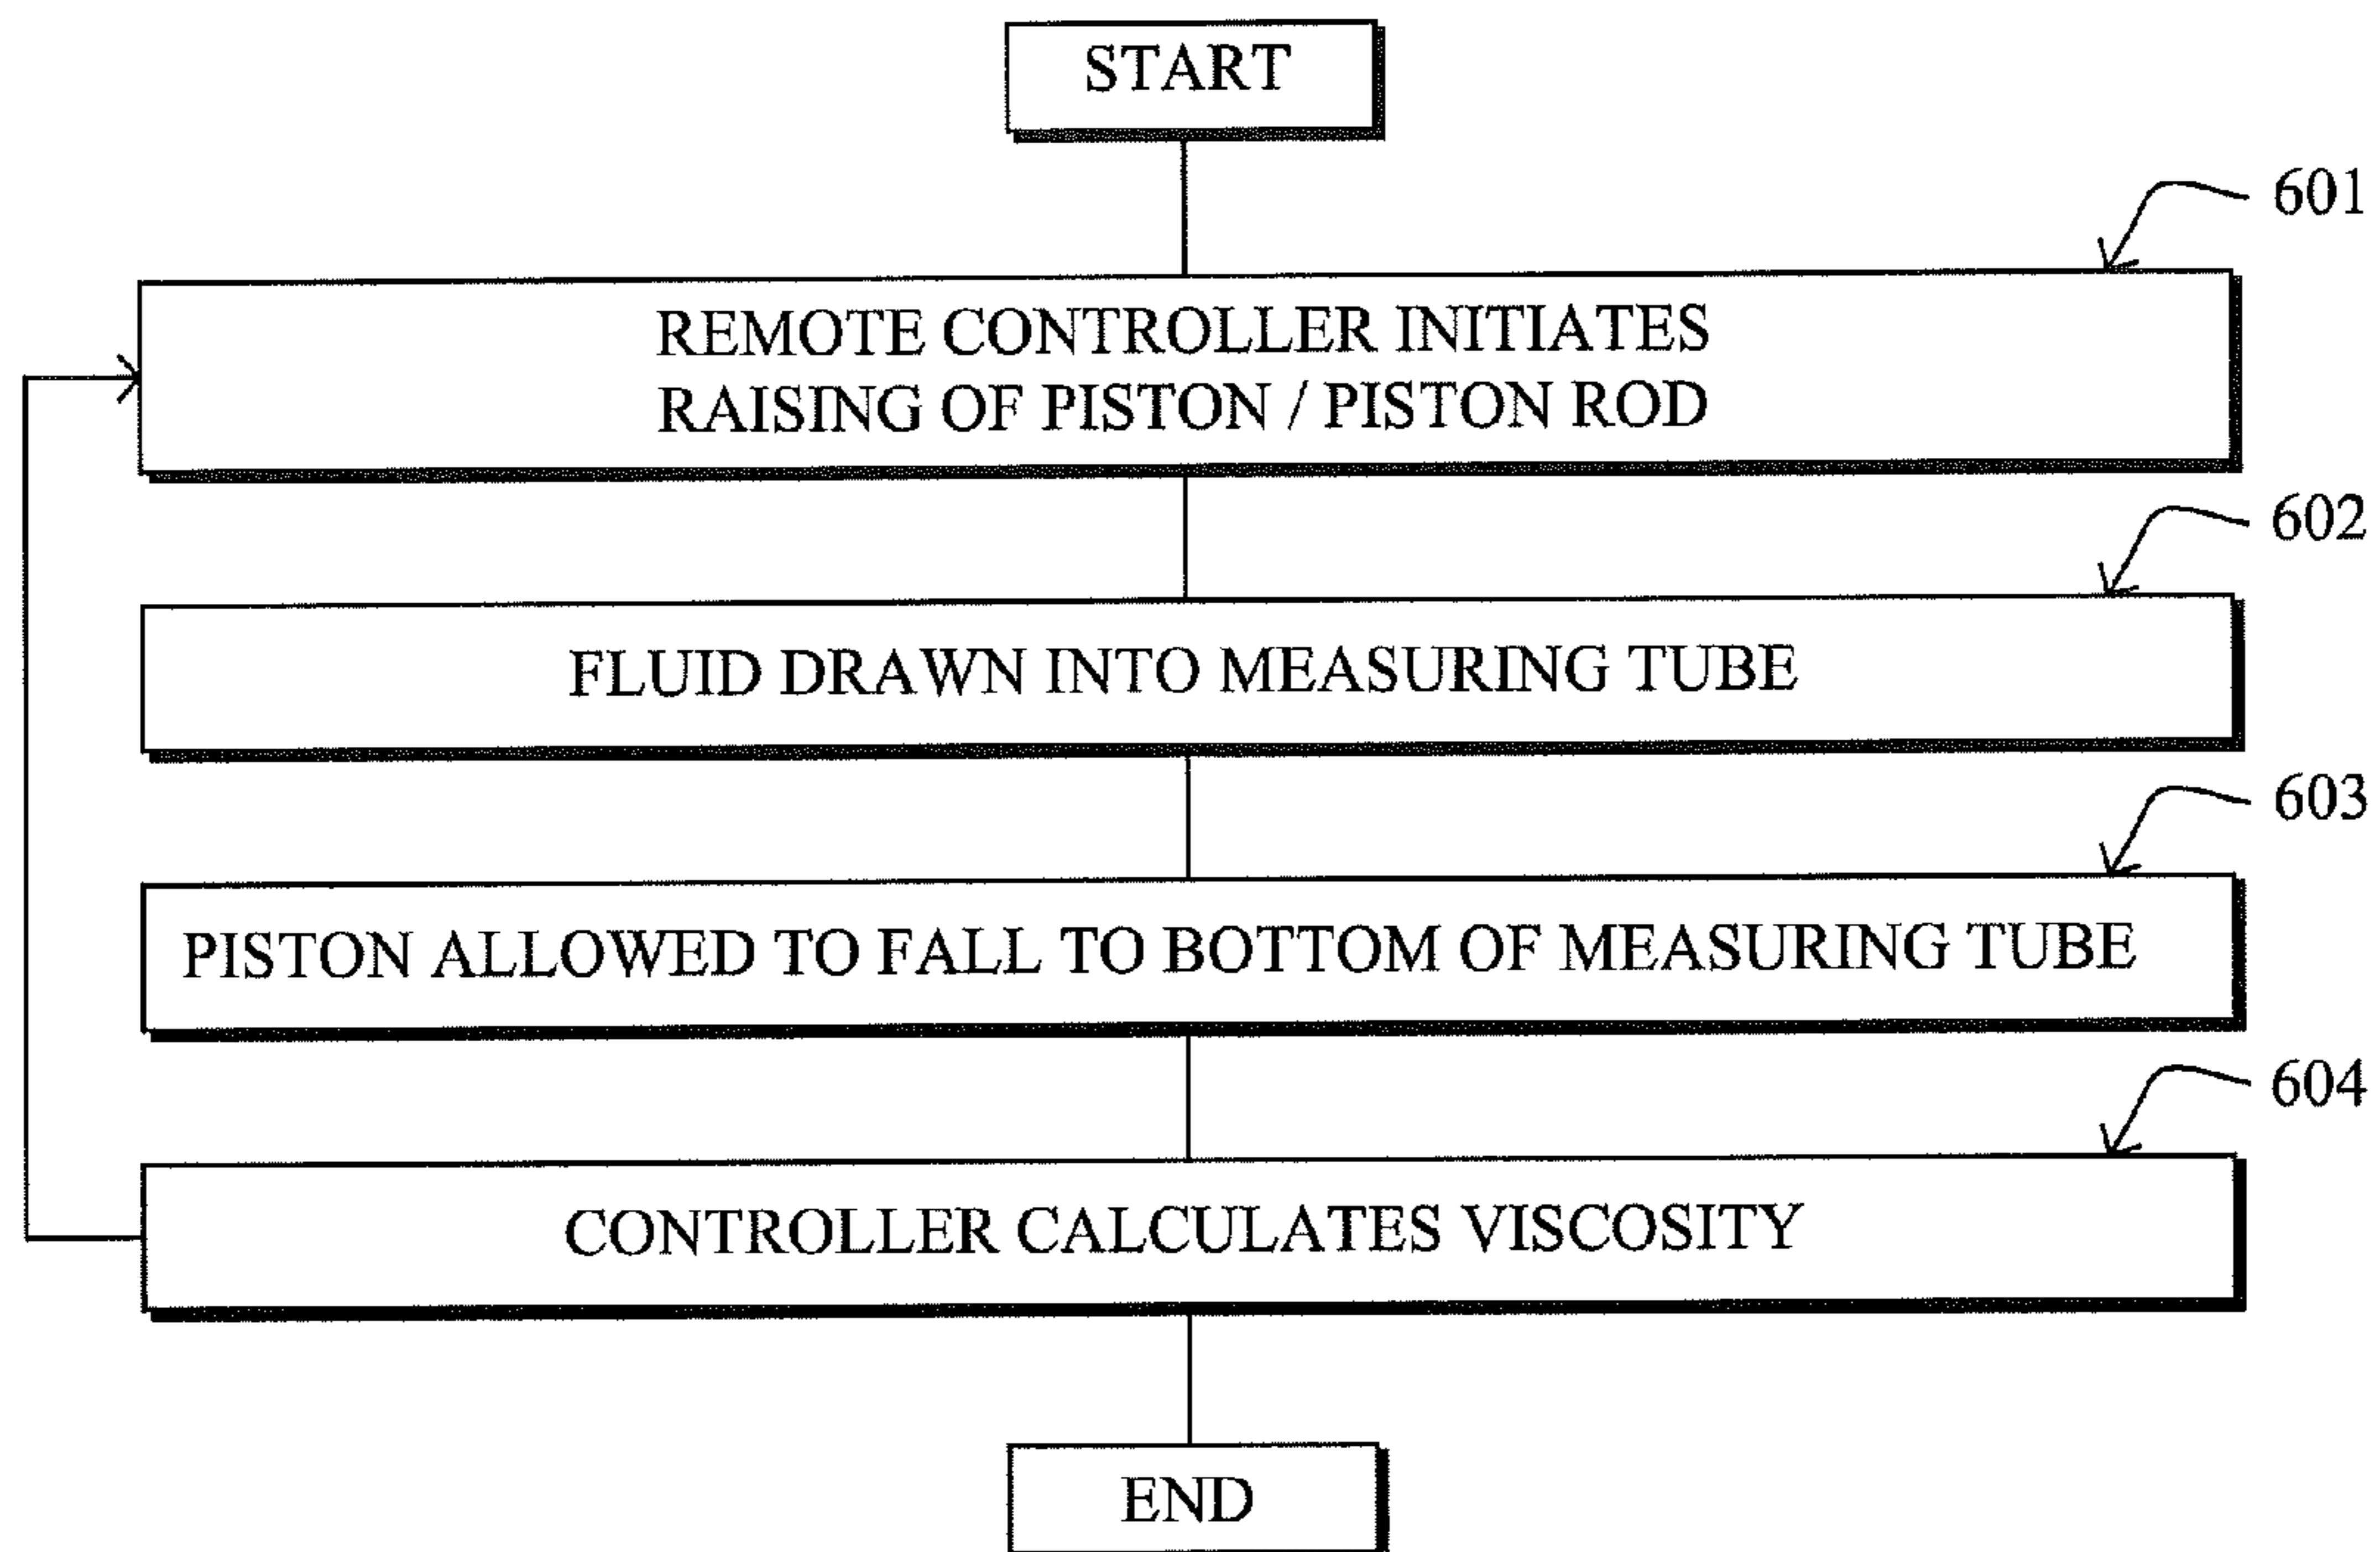 START
601
REMOTE CONTROLLER INITIATES
RAISING OF PISTON / PISTON ROD
602
FLUID DRAWN INTO MEASURING TUBE
603
PISTON ALLOWED TO FALL TO BOTTOM OF MEASURING TUBE
604
CONTROLLER CALCULATES VISCOSITY
END